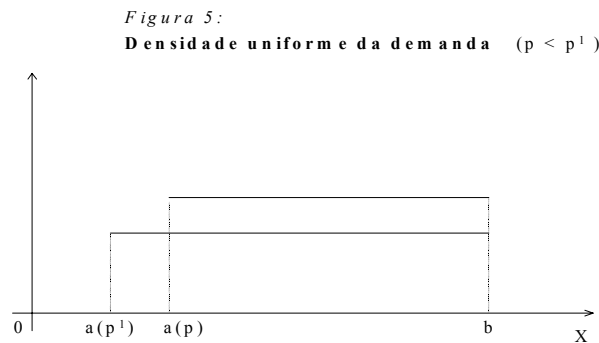 Figura 5:
Densidade uniforme da demanda (p < p¹)
0 a(p¹) a(p) b X